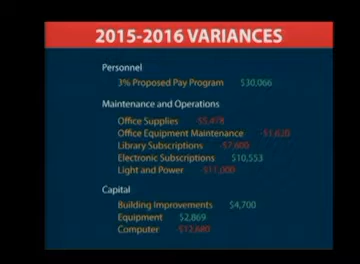 2015-2016 VARIANCES
Personnel
3% Proposed Pay Program $30,066
Maintenance and Operations
Office Supplies -$5,478
Office Equipment Maintenance -$1,620
Library Subscriptions -$7,600
Electronic Subscriptions $10,553
Light and Power -$11,000
Capital
Building Improvements $4,700
Equipment $2,869
Computer -$12,680